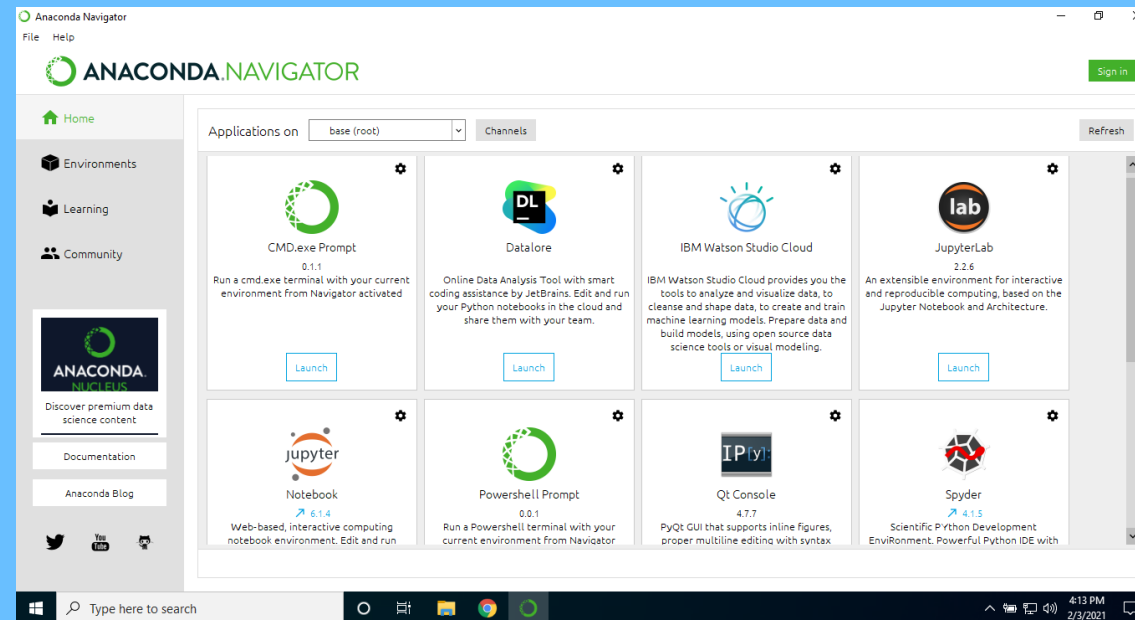 Anaconda Navigator
File Help
ANACONDA.NAVIGATOR
Sign in
Home
Environments
Learning
Community
ANACONDA.
NUCLEUS
Discover premium data
science content
Documentation
Anaconda Blog
You
Tube
Applications on base (root) Channels Refresh
CMD.exe Prompt
0.1.1
Run a cmd.exe terminal with your current
environment from Navigator activated
Launch
DL
Datalore
Online Data Analysis Tool with smart
coding assistance by JetBrains. Edit and run
your Python notebooks in the cloud and
share them with your team.
Launch
IBM Watson Studio Cloud
IBM Watson Studio Cloud provides you the
tools to analyze and visualize data, to
cleanse and shape data, to create and train
machine learning models. Prepare data and
build models, using open source data
science tools or visual modeling.
Launch
lab
JupyterLab
2.2.6
An extensible environment for interactive
and reproducible computing, based on the
Jupyter Notebook and Architecture.
Launch
jupyter
Notebook
6.1.4
Web-based, interactive computing
notebook environment. Edit and run
Powershell Prompt
0.0.1
Run a Powershell terminal with your
current environment from Navigator
IP[y]:
Qt Console
4.7.7
PyQt GUI that supports inline figures,
proper multiline editing with syntax
Spyder
4.1.5
Scientific PYthon Development
EnviRonment. Powerful Python IDE with
Type here to search
4:13 PM
2/3/2021